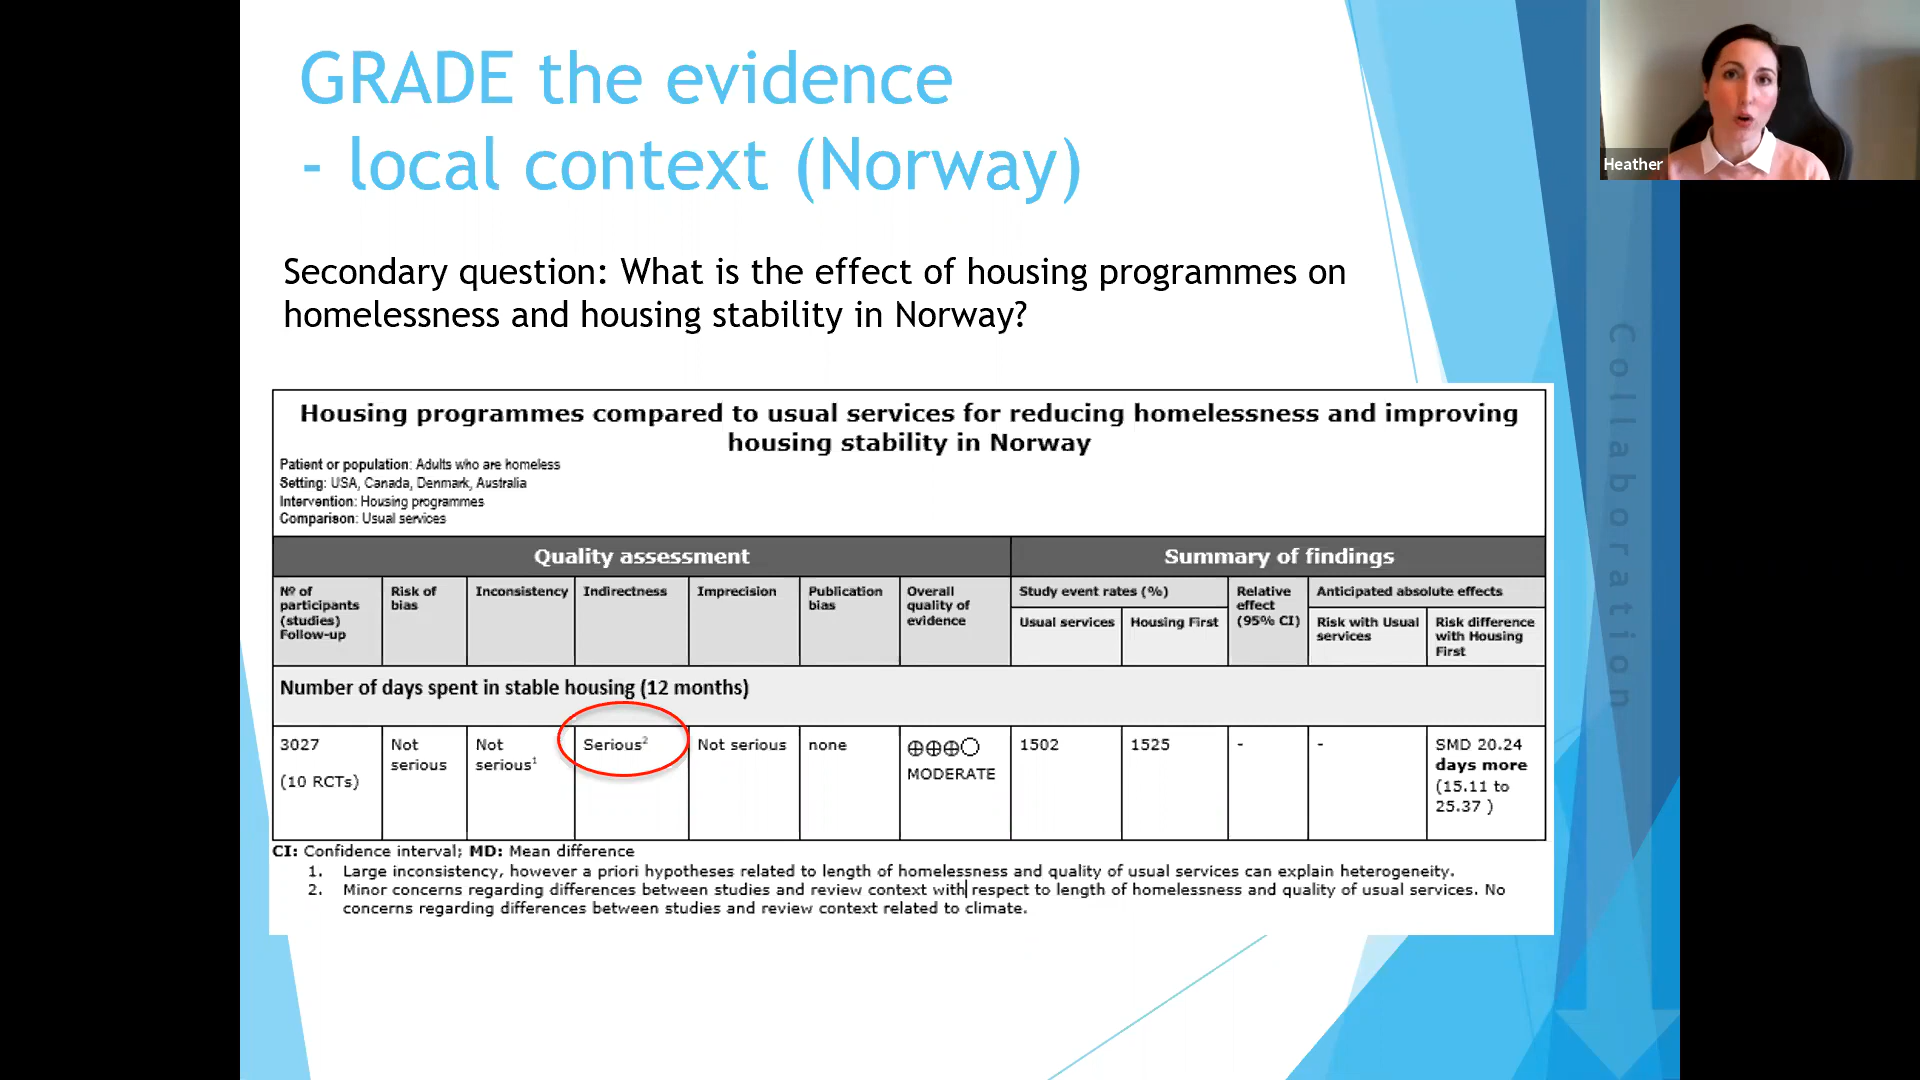 GRADE the evidence
- local context (Norway)
Heather
Secondary question: What is the effect of housing programmes on
homelessness and housing stability in Norway?
Collaboration
Housing programmes compared to usual services for reducing homelessness and improving
housing stability in Norway
Patient or population: Adults who are homeless
Setting: USA, Canada, Denmark, Australia
Intervention: Housing programmes
Comparison: Usual services
Quality assessment
Summary of findings
Nº of
participants
(studies)
Follow-up
Risk of
bias
Inconsistency
Indirectness
Imprecision
Publication
bias
Overall
quality of
evidence
Study event rates (%)
Usual services
Housing First
Relative
effect
(95% CI)
Anticipated absolute effects
Risk with Usual
services
Risk difference
with Housing
First
Number of days spent in stable housing (12 months)
3027
(10 RCTs)
Not
serious
Not
serious¹
Serious²
Not serious
none
⊕⊕⊕◯
MODERATE
1502
1525
-
-
SMD 20.24
days more
(15.11 to
25.37 )
CI: Confidence interval; MD: Mean difference
1. Large inconsistency, however a priori hypotheses related to length of homelessness and quality of usual services can explain heterogeneity.
2. Minor concerns regarding differences between studies and review context with respect to length of homelessness and quality of usual services. No
concerns regarding differences between studies and review context related to climate.